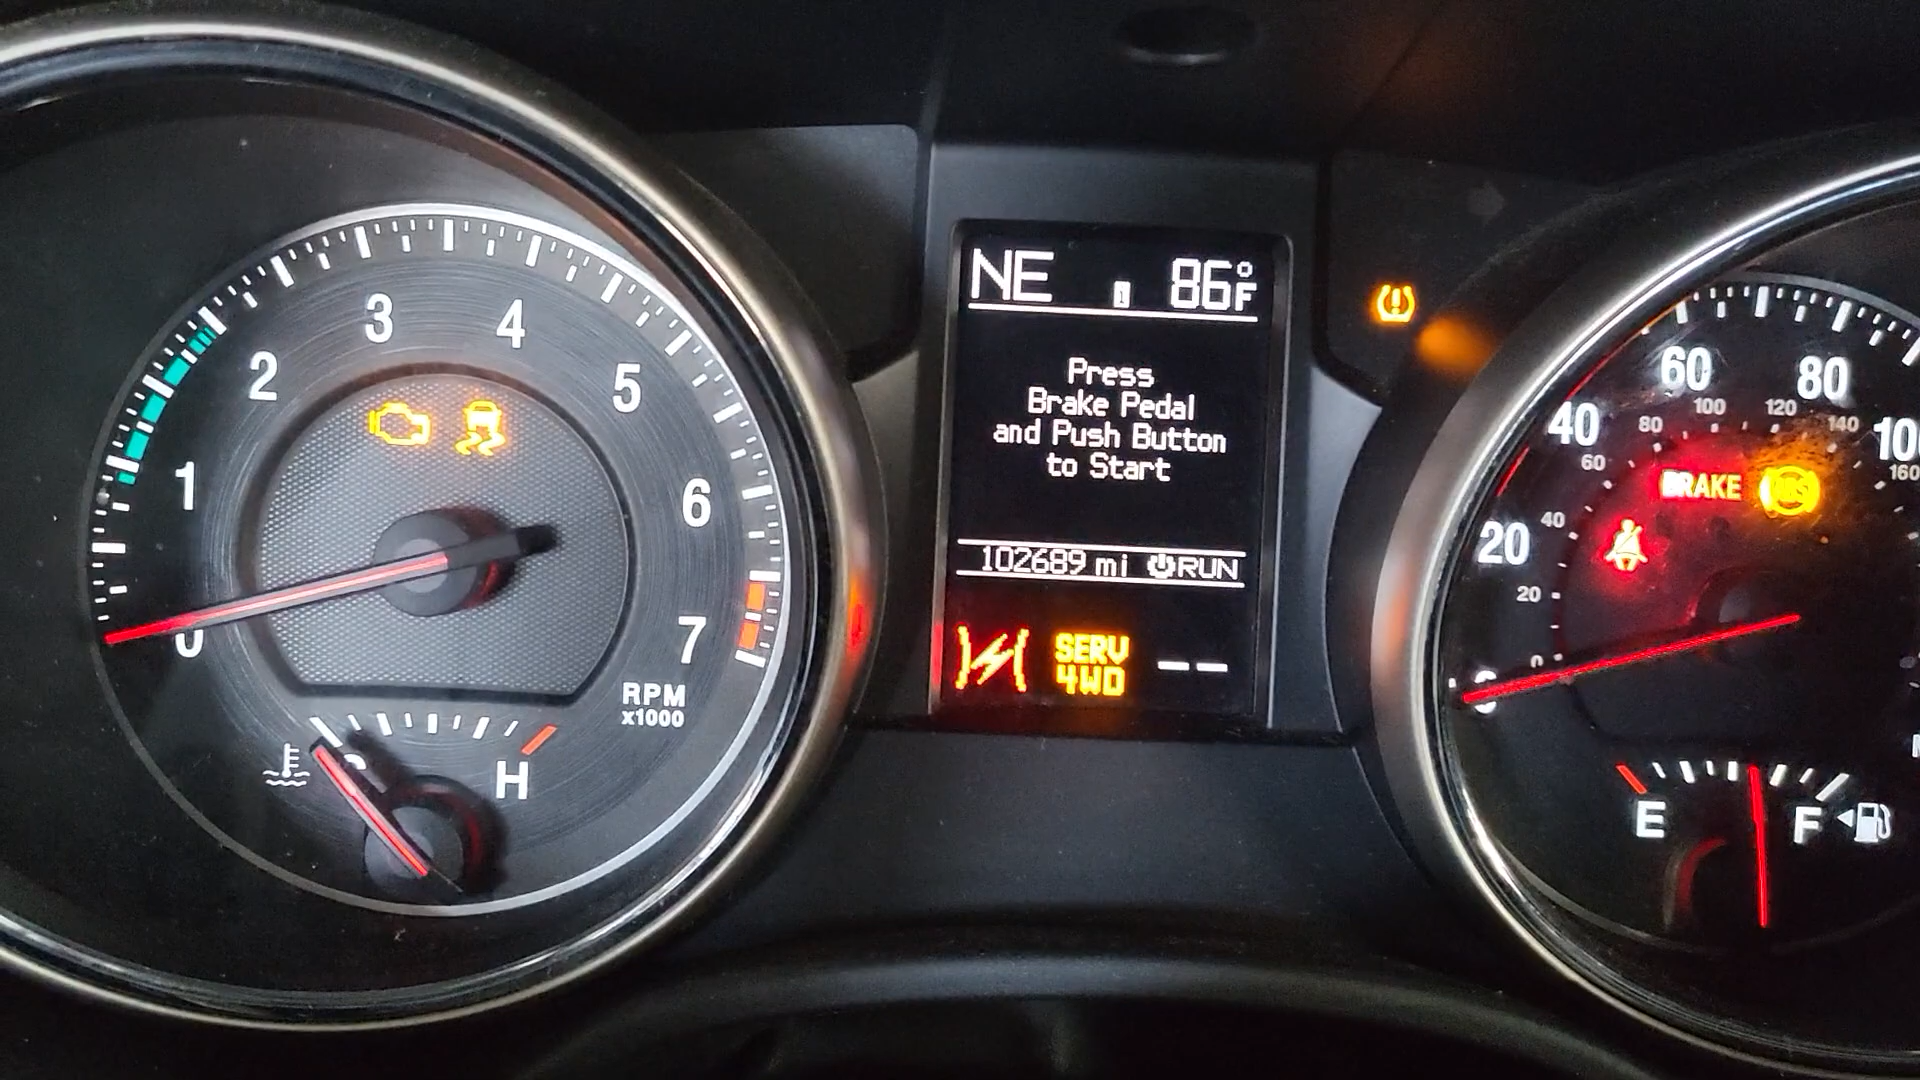 NE 86°F
Press
Brake Pedal
and Push Button
to Start
102689 mi RUN
SERV
4WD --
0 1 2 3 4 5 6 7
RPM
x1000
H
0 20 40 60 80
20 40 60 80 100 120 140 160
BRAKE
ABS
E F